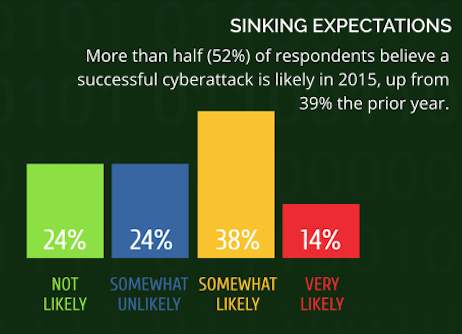 SINKING EXPECTATIONS
More than half (52%) of respondents believe a
successful cyberattack is likely in 2015, up from
39% the prior year.
24% 24% 38% 14%
NOT SOMEWHAT SOMEWHAT VERY
LIKELY UNLIKELY LIKELY LIKELY